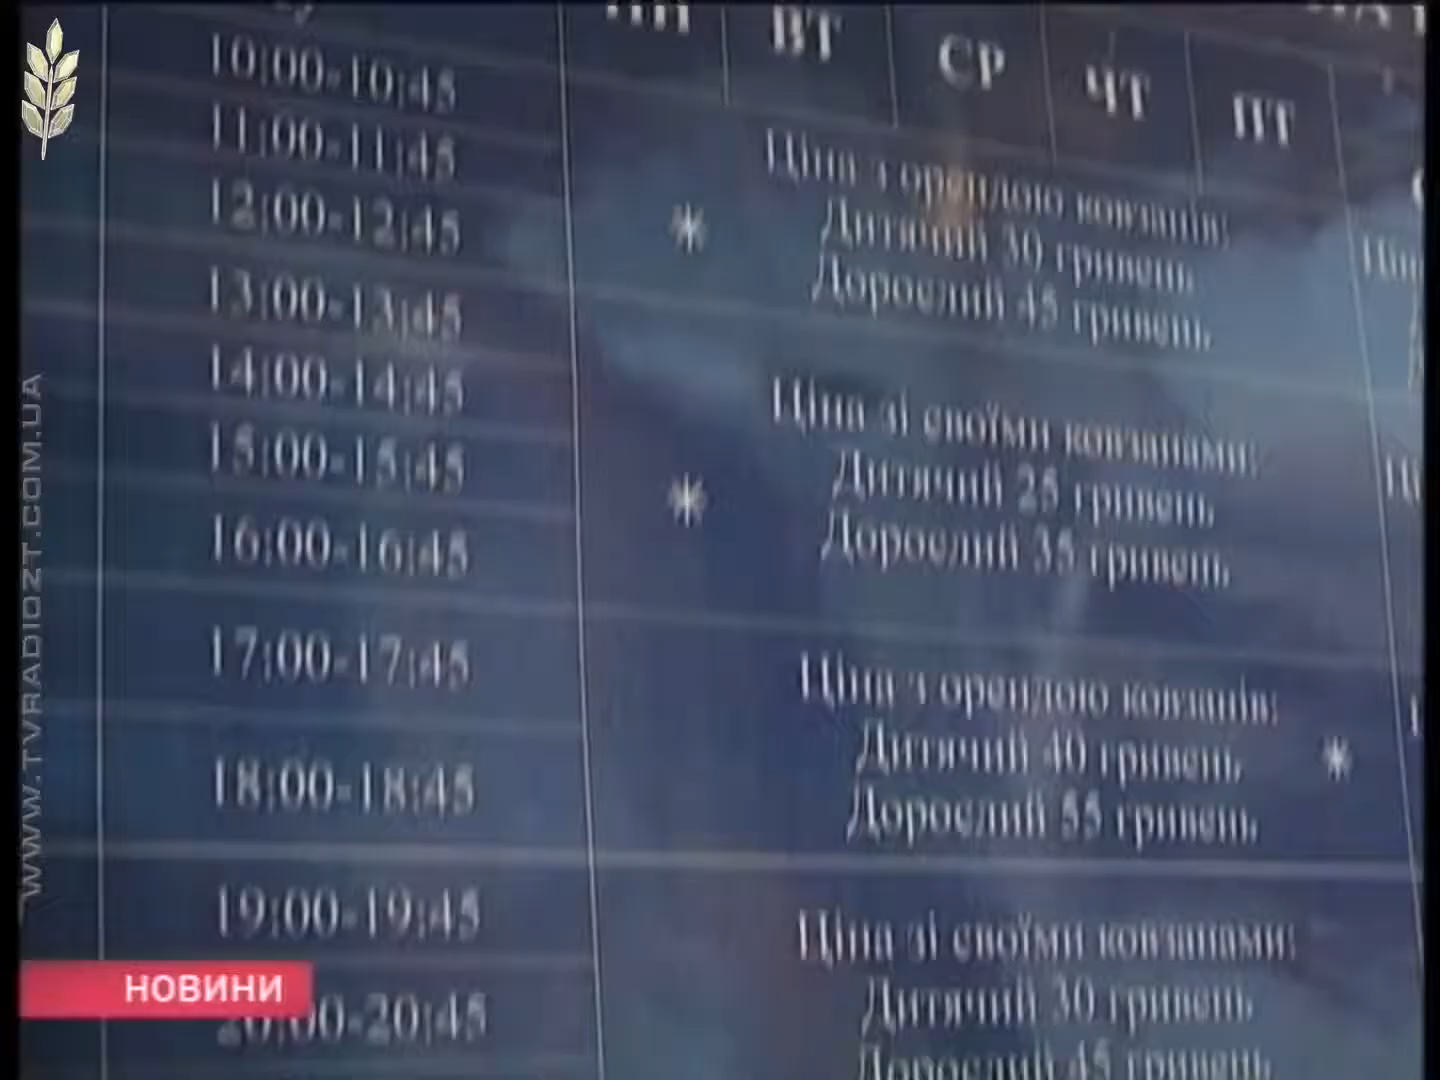 ПН ВТ СР ЧТ ПТ
10:00-10:45
11:00-11:45
12:00-12:45
13:00-13:45
14:00-14:45
15:00-15:45
16:00-16:45
17:00-17:45
18:00-18:45
19:00-19:45
20:00-20:45
Ціна з орендою ковзанів:
Дитячий 30 гривень
Дорослий 45 гривень
Ціна зі своїми ковзанами:
Дитячий 25 гривень
Дорослий 35 гривень
Ціна з орендою ковзанів:
Дитячий 40 гривень
Дорослий 55 гривень
Ціна зі своїми ковзанами:
Дитячий 30 гривень
Дорослий 45 гривень
НОВИНИ
WWW.TVRADIOZT.COM.UA